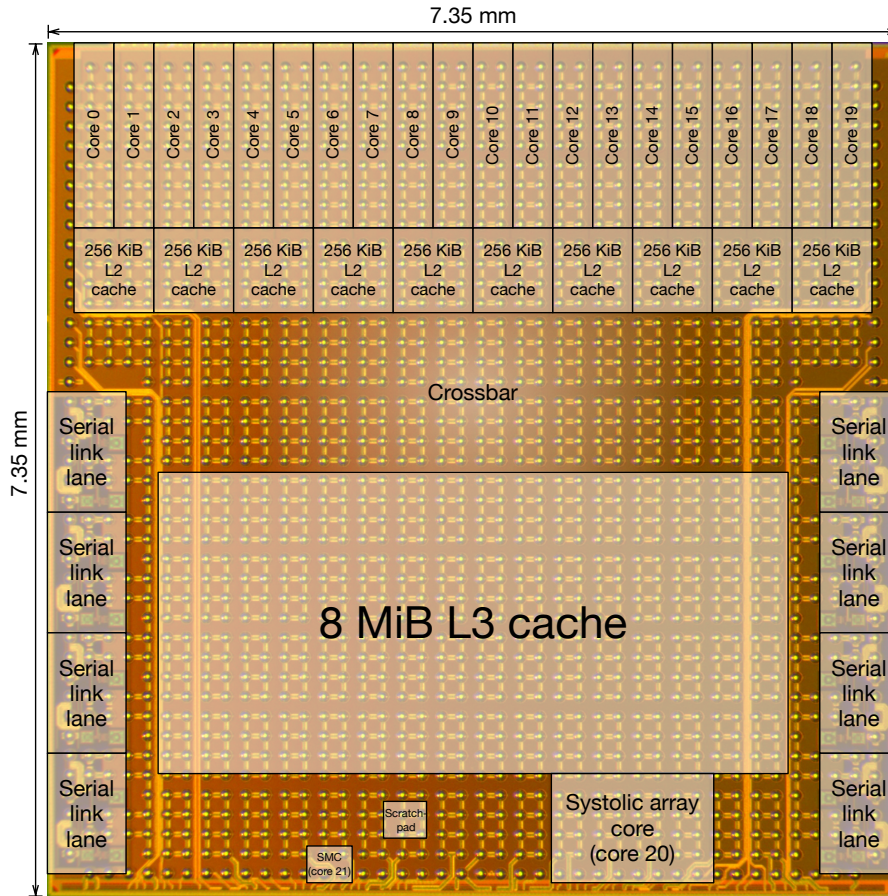 7.35 mm
7.35 mm
Core 0
Core 1
Core 2
Core 3
Core 4
Core 5
Core 6
Core 7
Core 8
Core 9
Core 10
Core 11
Core 12
Core 13
Core 14
Core 15
Core 16
Core 17
Core 18
Core 19
256 KiB
L2
cache
256 KiB
L2
cache
256 KiB
L2
cache
256 KiB
L2
cache
256 KiB
L2
cache
256 KiB
L2
cache
256 KiB
L2
cache
256 KiB
L2
cache
256 KiB
L2
cache
256 KiB
L2
cache
Crossbar
Serial
link
lane
Serial
link
lane
Serial
link
lane
Serial
link
lane
8 MiB L3 cache
Serial
link
lane
Serial
link
lane
Serial
link
lane
Serial
link
lane
Scratch-
pad
SMC
(core 21)
Systolic array
core
(core 20)